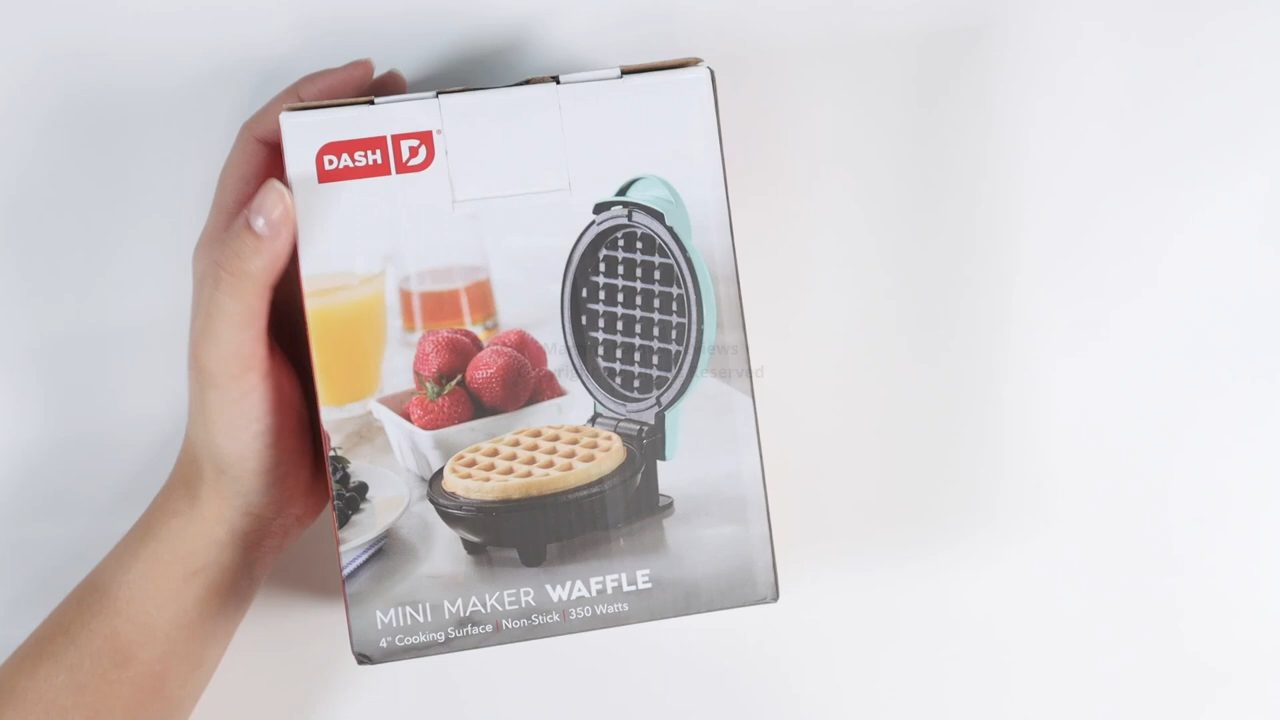 DASH D
MINI MAKER WAFFLE
4" Cooking Surface | Non-Stick | 350 Watts